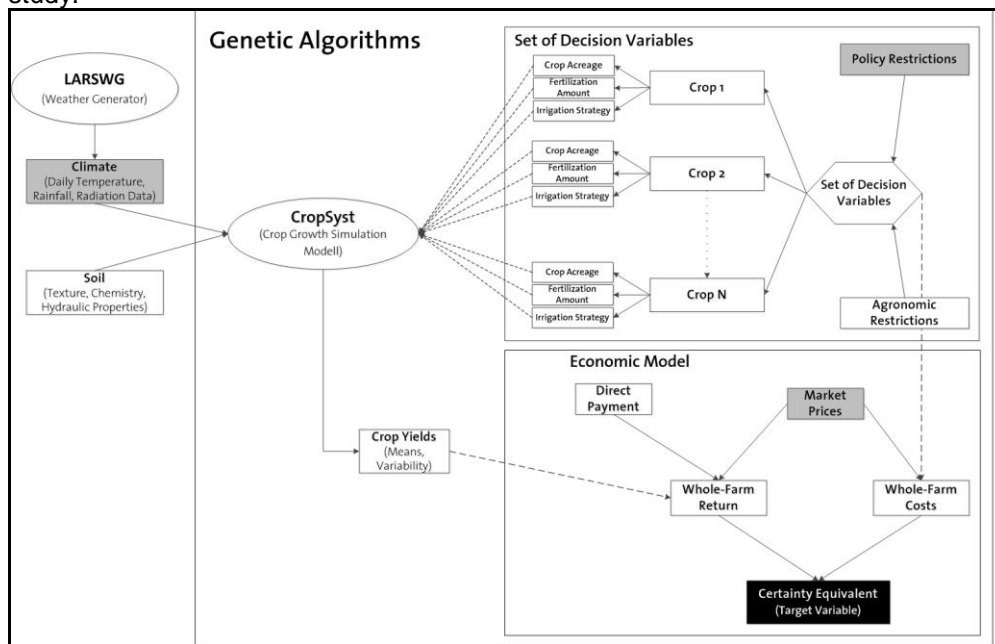 study.
Genetic Algorithms
LARSWG
(Weather Generator)
Climate
(Daily Temperature,
Rainfall, Radiation Data)
Soil
(Texture, Chemistry,
Hydraulic Properties)
CropSyst
(Crop Growth Simulation
Modell)
Crop Yields
(Means,
Variability)
Set of Decision Variables
Crop Acreage
Fertilization
Amount
Irrigation Strategy
Crop 1
Crop Acreage
Fertilization
Amount
Irrigation Strategy
Crop 2
Crop Acreage
Fertilization
Amount
Irrigation Strategy
Crop N
Policy Restrictions
Set of Decision
Variables
Agronomic
Restrictions
Economic Model
Direct
Payment
Market
Prices
Whole-Farm
Return
Whole-Farm
Costs
Certainty Equivalent
(Target Variable)